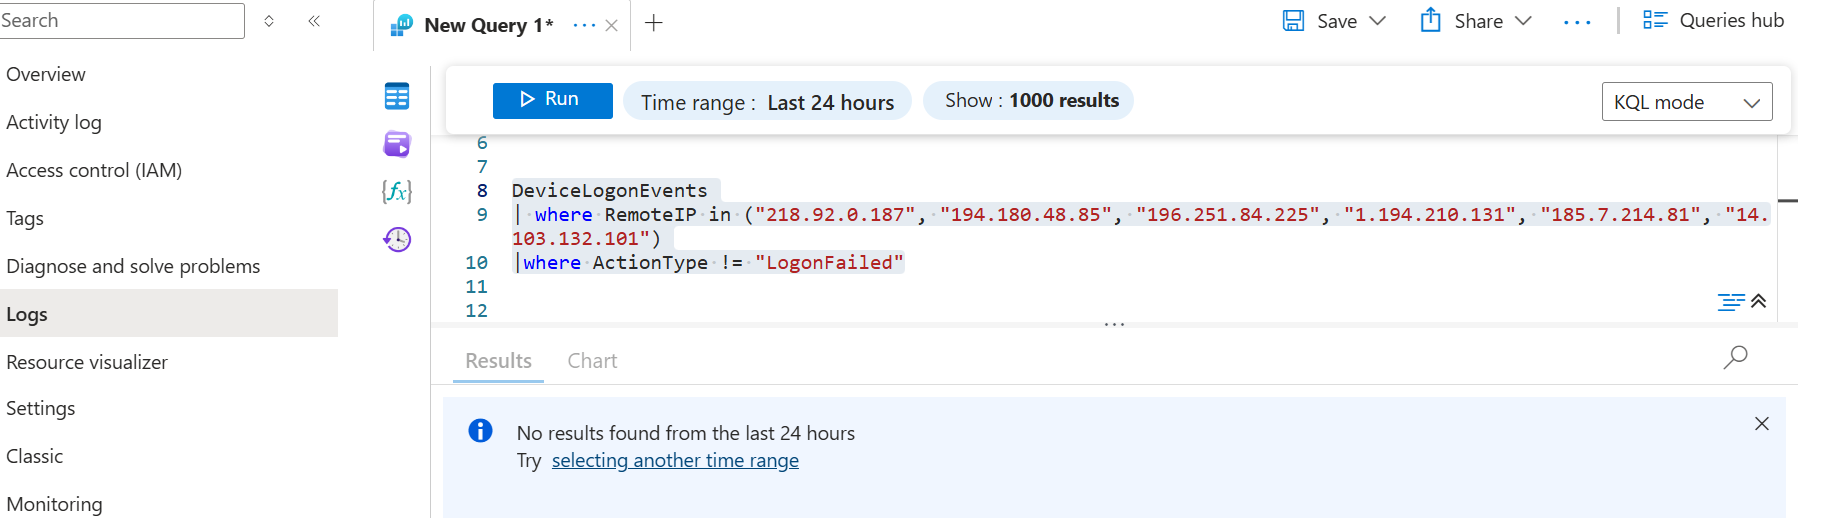 Search
New Query 1*
Save
Share
Queries hub
Overview
Activity log
Access control (IAM)
Tags
Diagnose and solve problems
Logs
Resource visualizer
Settings
Classic
Monitoring
Run
Time range : Last 24 hours
Show : 1000 results
KQL mode
6
7
8 DeviceLogonEvents
9 | where RemoteIP in ("218.92.0.187", "194.180.48.85", "196.251.84.225", "1.194.210.131", "185.7.214.81", "14.
103.132.101")
10 |where ActionType != "LogonFailed"
11
12
Results
Chart
No results found from the last 24 hours
Try selecting another time range